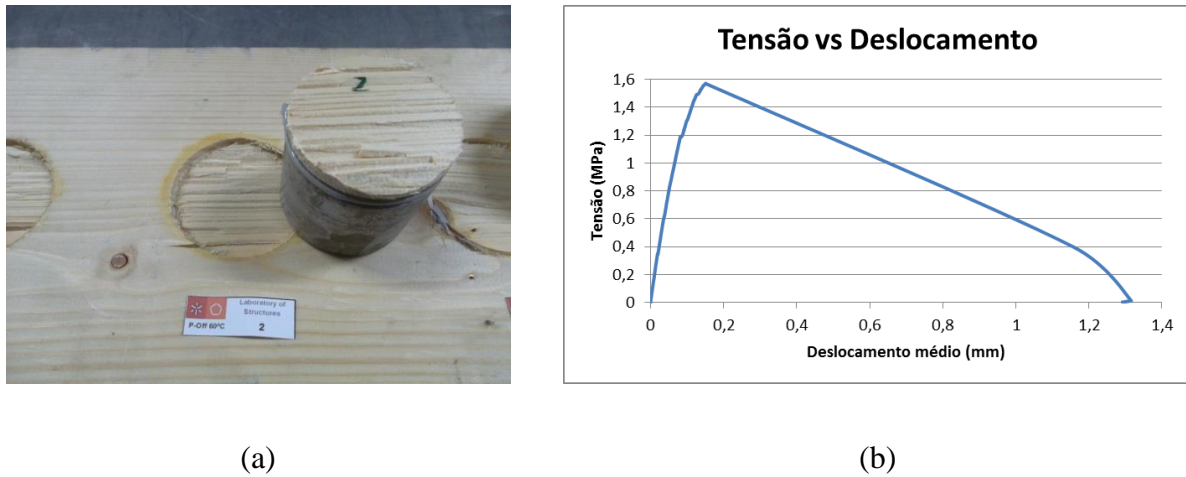 2
Laboratory of
Structures
P-Off 60ºC
2
Tensão vs Deslocamento
Tensão (MPa)
1,6
1,4
1,2
1
0,8
0,6
0,4
0,2
0
0 0,2 0,4 0,6 0,8 1 1,2 1,4
Deslocamento médio (mm)
(a) (b)